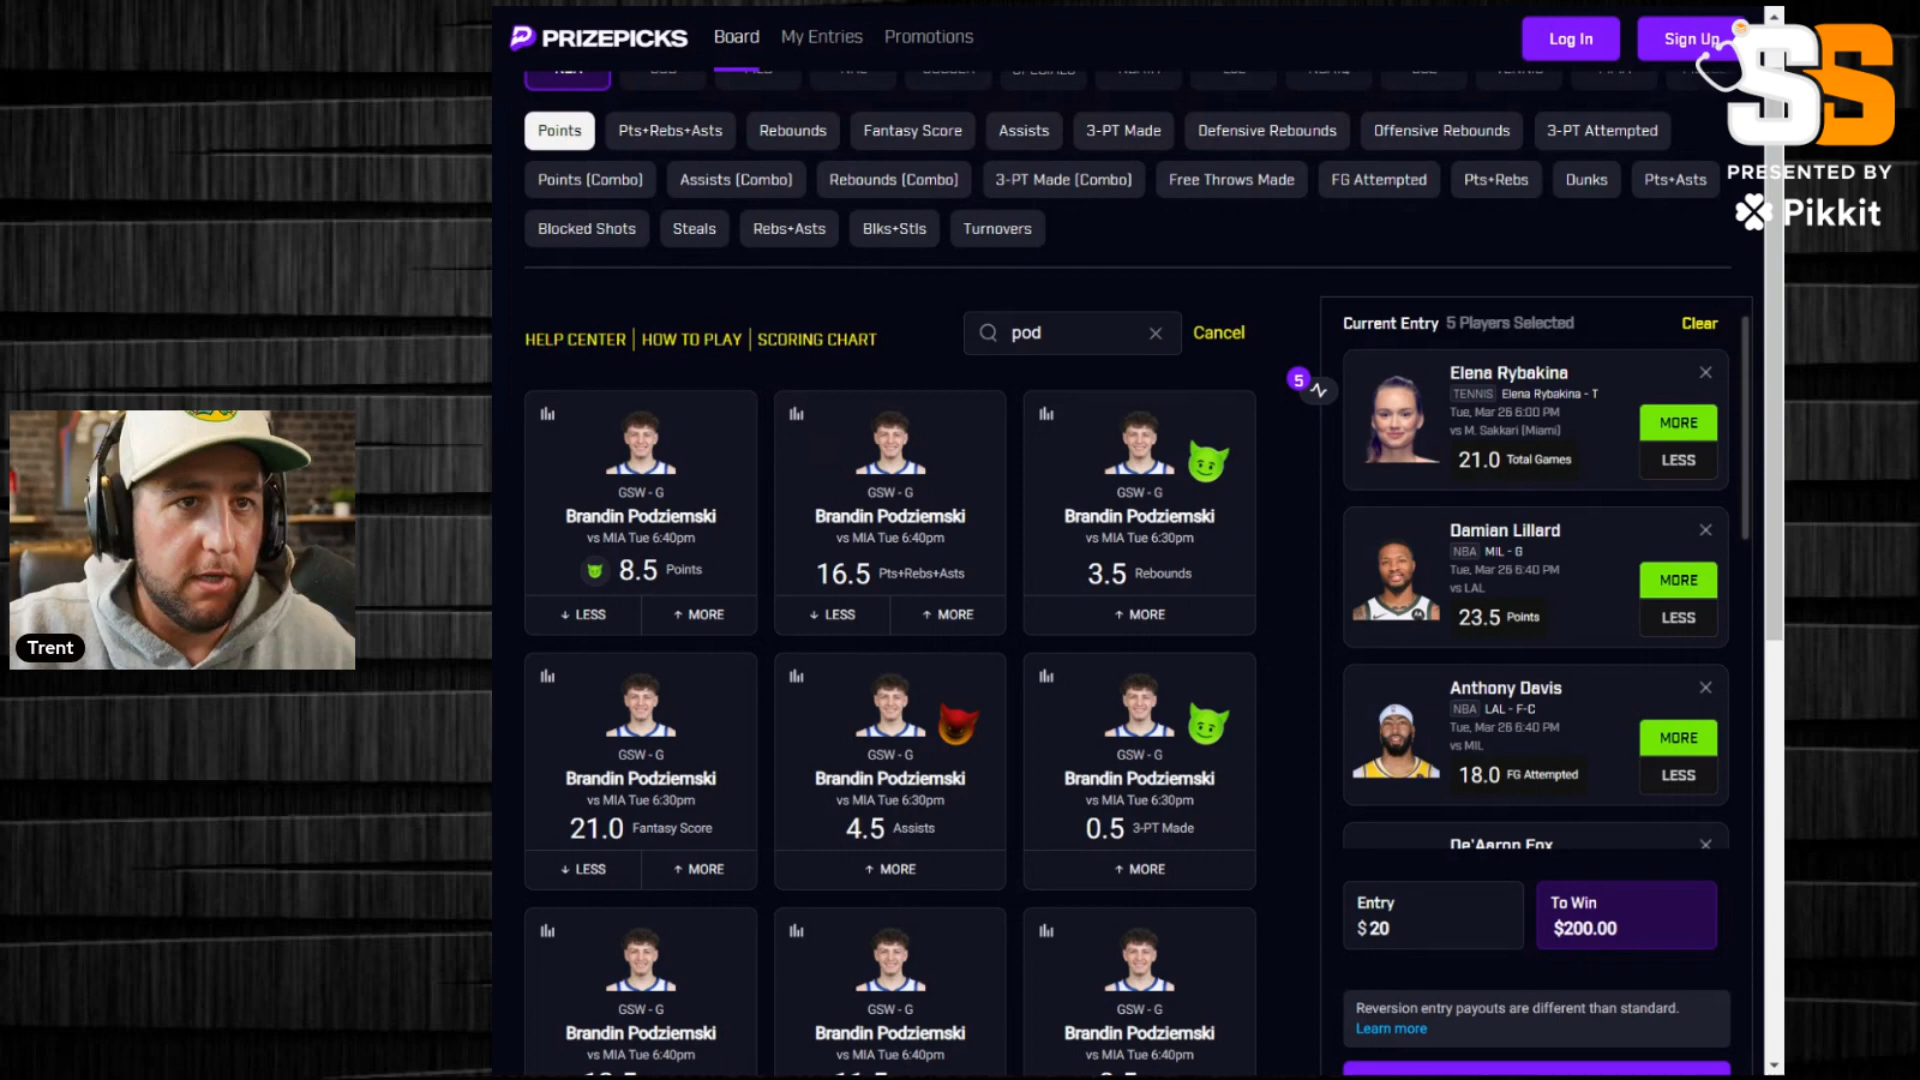 PRIZEPICKS
Board
My Entries
Promotions
Log In
Sign Up
SS
PRESENTED BY
Pikkit
Points
Pts+Rebs+Asts
Rebounds
Fantasy Score
Assists
3-PT Made
Defensive Rebounds
Offensive Rebounds
3-PT Attempted
Points (Combo)
Assists (Combo)
Rebounds (Combo)
3-PT Made (Combo)
Free Throws Made
FG Attempted
Pts+Rebs
Dunks
Pts+Asts
Blocked Shots
Steals
Rebs+Asts
Blks+Stls
Turnovers
HELP CENTER
HOW TO PLAY
SCORING CHART
pod
Cancel
GSW - G
Brandin Podziemski
vs MIA Tue 6:40pm
8.5 Points
↓ LESS
↑ MORE
GSW - G
Brandin Podziemski
vs MIA Tue 6:40pm
16.5 Pts+Rebs+Asts
↓ LESS
↑ MORE
GSW - G
Brandin Podziemski
vs MIA Tue 6:30pm
3.5 Rebounds
↑ MORE
GSW - G
Brandin Podziemski
vs MIA Tue 6:30pm
21.0 Fantasy Score
↓ LESS
↑ MORE
GSW - G
Brandin Podziemski
vs MIA Tue 6:30pm
4.5 Assists
↑ MORE
GSW - G
Brandin Podziemski
vs MIA Tue 6:30pm
0.5 3-PT Made
↑ MORE
GSW - G
Brandin Podziemski
vs MIA Tue 6:40pm
GSW - G
Brandin Podziemski
vs MIA Tue 6:40pm
GSW - G
Brandin Podziemski
vs MIA Tue 6:40pm
5
Current Entry 5 Players Selected
Clear
Elena Rybakina
TENNIS Elena Rybakina - T
Tue, Mar 26 6:00 PM
vs M. Sakkari (Miami)
21.0 Total Games
MORE
LESS
Damian Lillard
NBA MIL - G
Tue, Mar 26 6:40 PM
vs LAL
23.5 Points
MORE
LESS
Anthony Davis
NBA LAL - F-C
Tue, Mar 26 6:40 PM
vs MIL
18.0 FG Attempted
MORE
LESS
De'Aaron Fox
Entry
$ 20
To Win
$200.00
Reversion entry payouts are different than standard.
Learn more
Trent